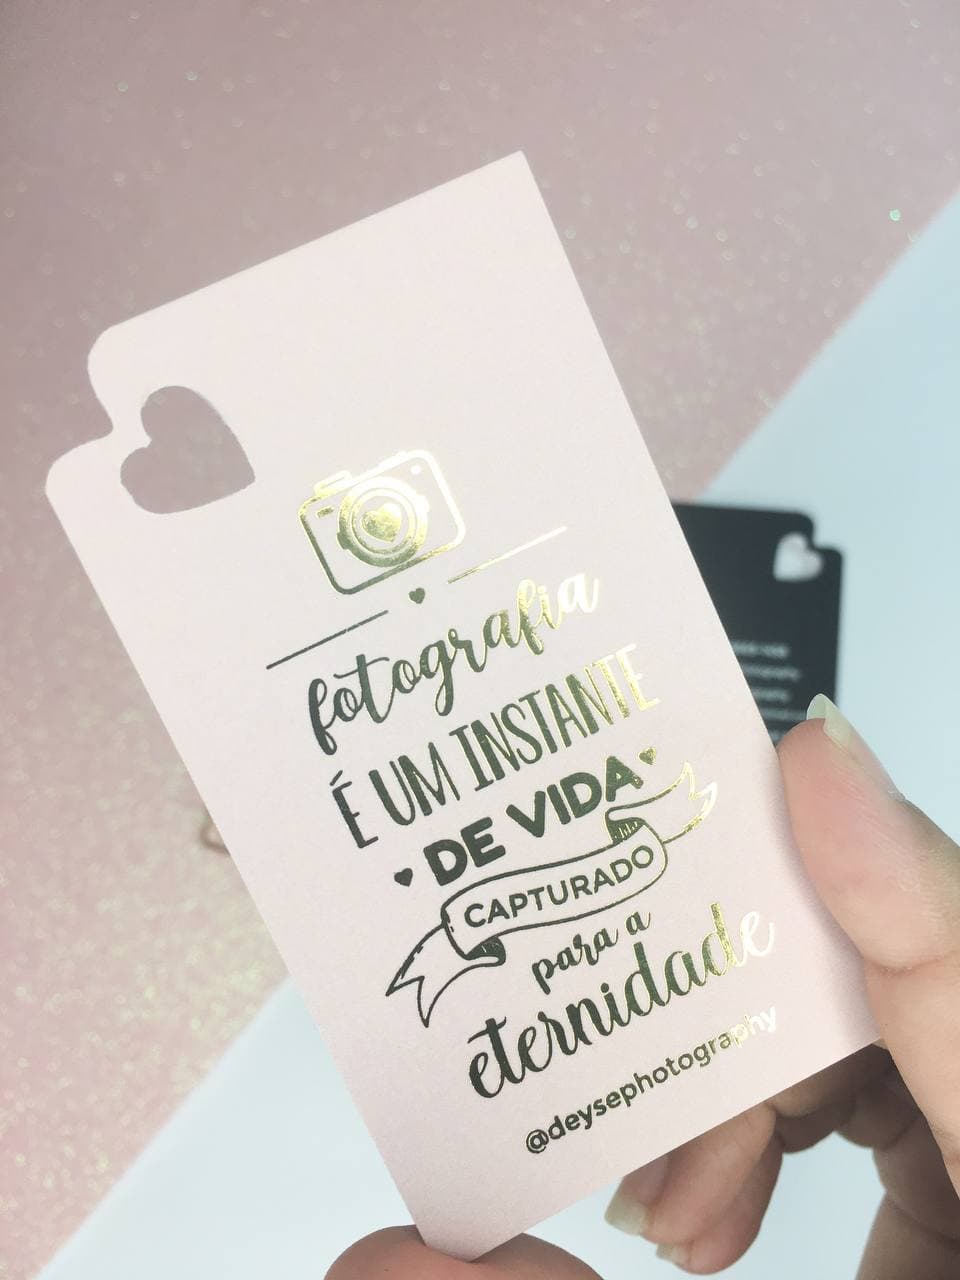 fotografia
É UM INSTANTE
DE VIDA
CAPTURADO
para a
eternidade
@deysephotography